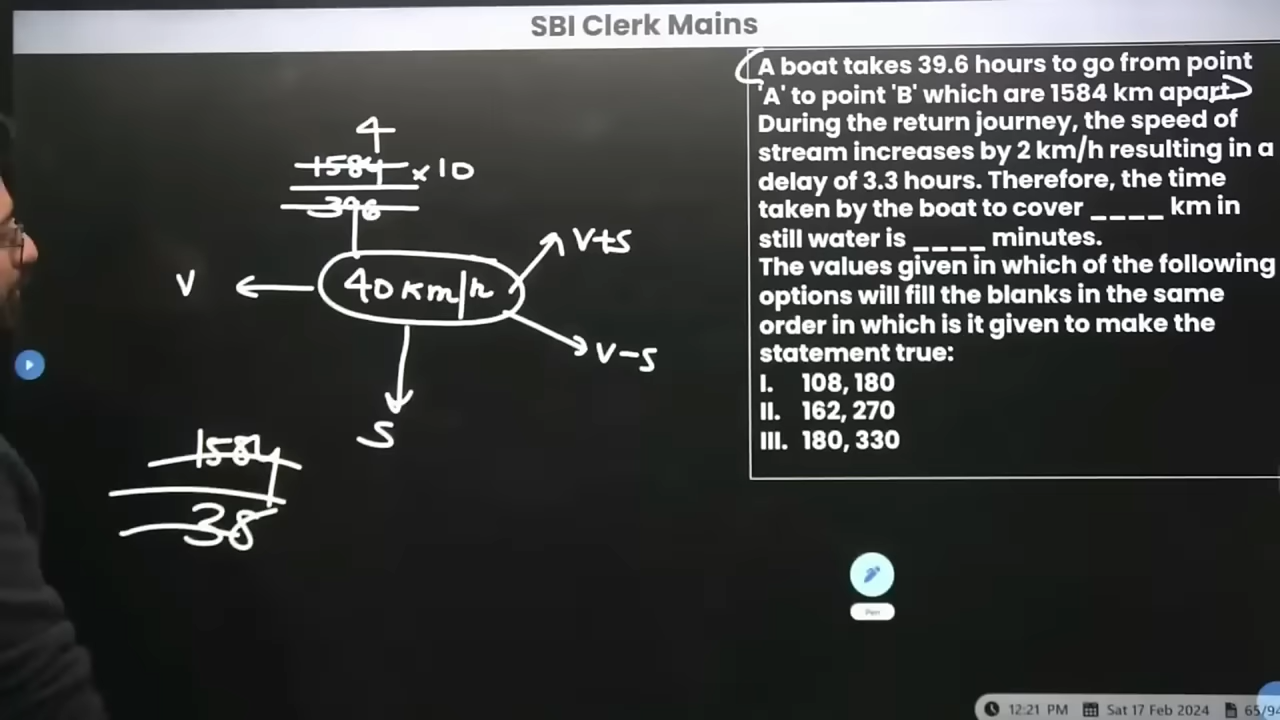 SBI Clerk Mains
A boat takes 39.6 hours to go from point
'A' to point 'B' which are 1584 km apart.
During the return journey, the speed of
stream increases by 2 km/h resulting in a
delay of 3.3 hours. Therefore, the time
taken by the boat to cover ____ km in
still water is ____ minutes.
The values given in which of the following
options will fill the blanks in the same
order in which is it given to make the
statement true:
I. 108, 180
II. 162, 270
III. 180, 330
4
1584 × 10
396
40 km/h
V+S
V
V-S
S
1584
38
Pen
12:21 PM Sat 17 Feb 2024 65/94